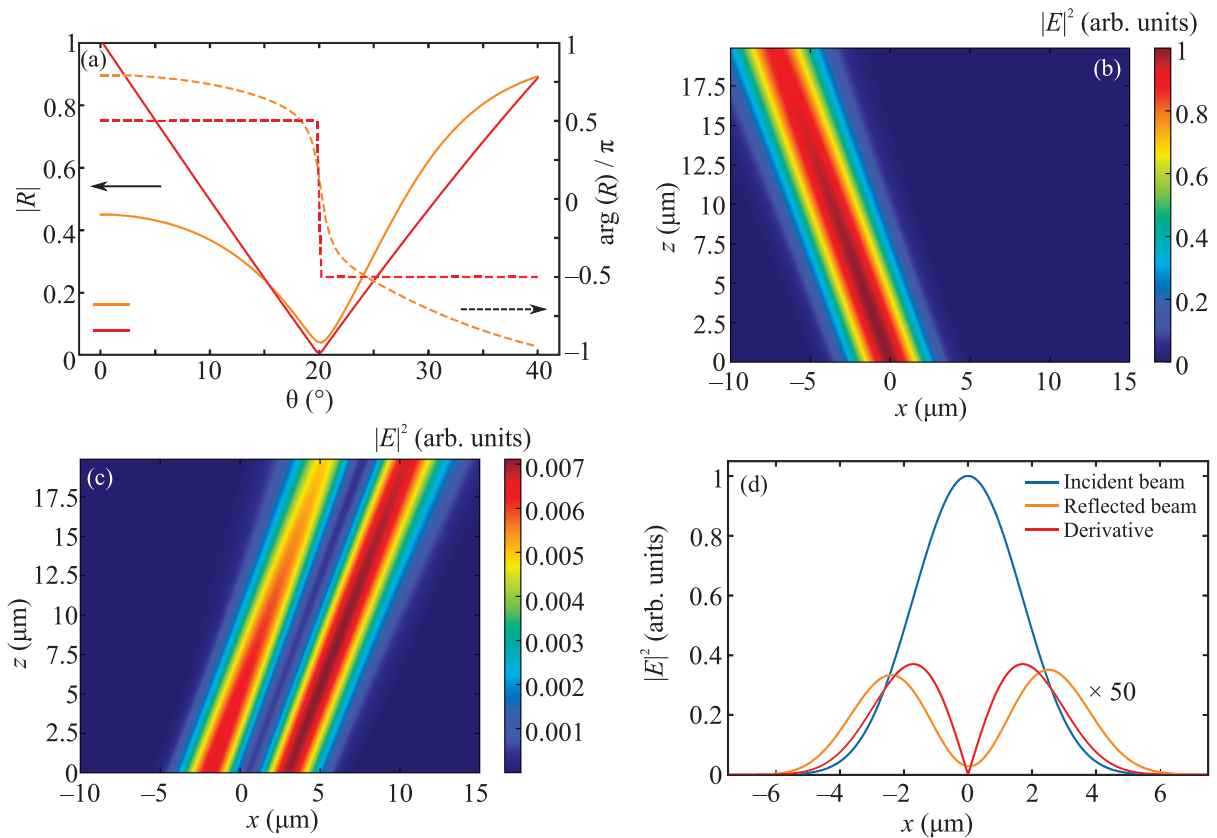 (a)
|R|
1
0.8
0.6
0.4
0.2
0
0 10 20 30 40
θ (°)
1
0.5
0
–0.5
–1
arg (R) / π
|E|² (arb. units)
(b)
z (μm)
17.5
15
12.5
10
7.5
5
2.5
0
–10 –5 0 5 10 15
x (μm)
1
0.8
0.6
0.4
0.2
0
|E|² (arb. units)
(c)
z (μm)
17.5
15
12.5
10
7.5
5
2.5
0
–10 –5 0 5 10 15
x (μm)
0.007
0.006
0.005
0.004
0.003
0.002
0.001
(d)
Incident beam
Reflected beam
Derivative
× 50
|E|² (arb. units)
1
0.8
0.6
0.4
0.2
0
–6 –4 –2 0 2 4 6
x (μm)